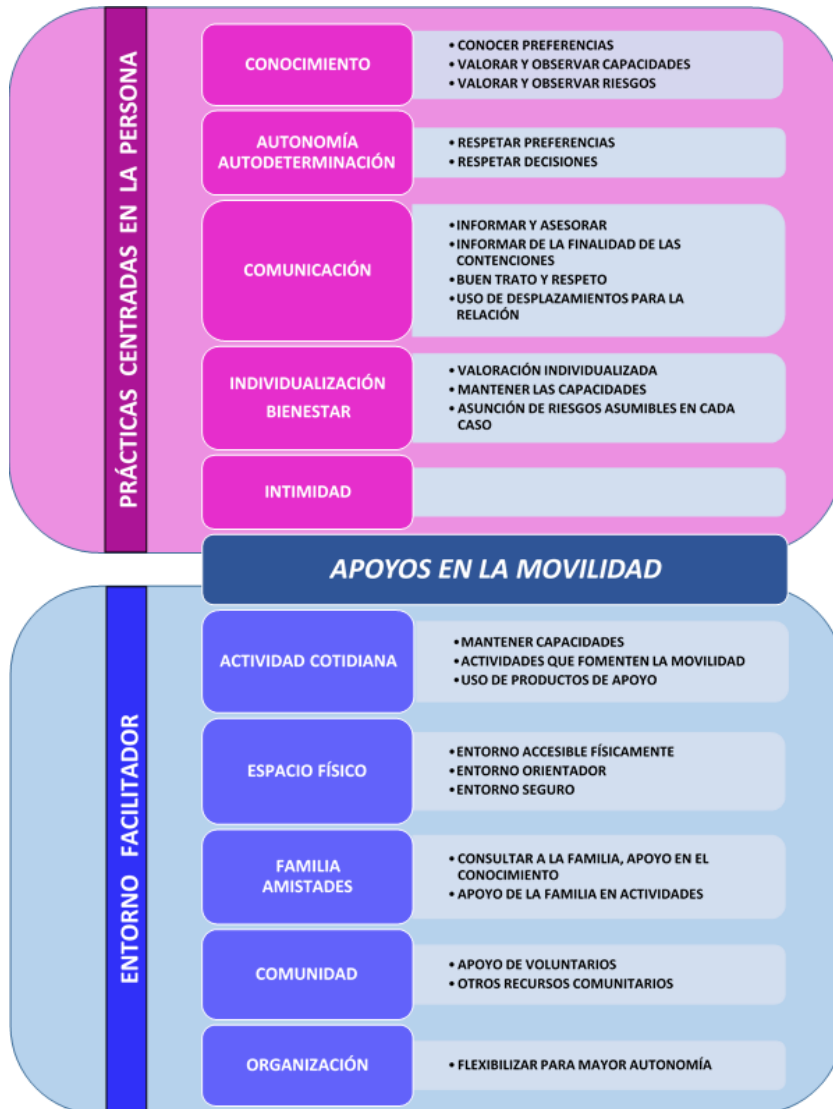 PRÁCTICAS CENTRADAS EN LA PERSONA
CONOCIMIENTO
• CONOCER PREFERENCIAS
• VALORAR Y OBSERVAR CAPACIDADES
• VALORAR Y OBSERVAR RIESGOS
AUTONOMÍA
AUTODETERMINACIÓN
• RESPETAR PREFERENCIAS
• RESPETAR DECISIONES
COMUNICACIÓN
• INFORMAR Y ASESORAR
• INFORMAR DE LA FINALIDAD DE LAS
CONTENCIONES
• BUEN TRATO Y RESPETO
• USO DE DESPLAZAMIENTOS PARA LA
RELACIÓN
INDIVIDUALIZACIÓN
BIENESTAR
• VALORACIÓN INDIVIDUALIZADA
• MANTENER LAS CAPACIDADES
• ASUNCIÓN DE RIESGOS ASUMIBLES EN CADA
CASO
INTIMIDAD
APOYOS EN LA MOVILIDAD
ENTORNO FACILITADOR
ACTIVIDAD COTIDIANA
• MANTENER CAPACIDADES
• ACTIVIDADES QUE FOMENTEN LA MOVILIDAD
• USO DE PRODUCTOS DE APOYO
ESPACIO FÍSICO
• ENTORNO ACCESIBLE FÍSICAMENTE
• ENTORNO ORIENTADOR
• ENTORNO SEGURO
FAMILIA
AMISTADES
• CONSULTAR A LA FAMILIA, APOYO EN EL
CONOCIMIENTO
• APOYO DE LA FAMILIA EN ACTIVIDADES
COMUNIDAD
• APOYO DE VOLUNTARIOS
• OTROS RECURSOS COMUNITARIOS
ORGANIZACIÓN
• FLEXIBILIZAR PARA MAYOR AUTONOMÍA